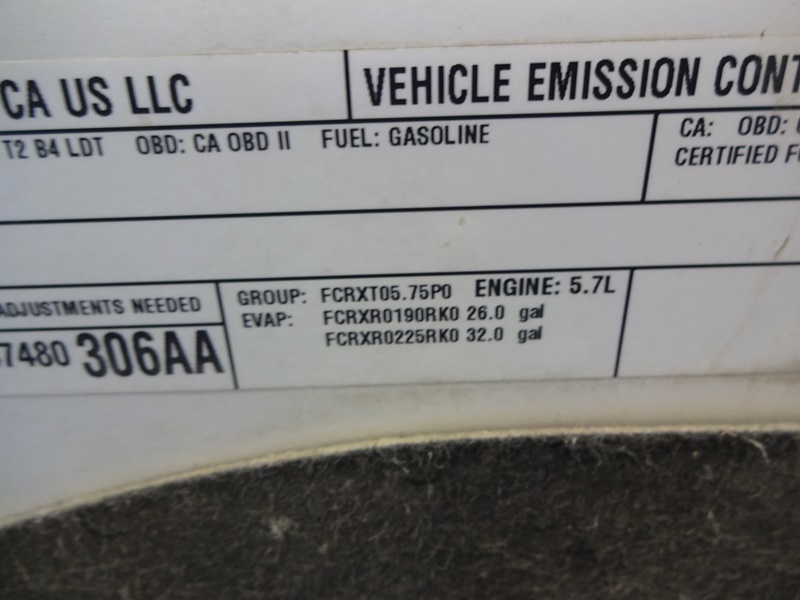 CA US LLC
VEHICLE EMISSION CONT
T2 B4 LDT OBD: CA OBD II FUEL: GASOLINE
CA: OBD:
CERTIFIED
ADJUSTMENTS NEEDED
7480 306AA
GROUP: FCRXT05.75P0 ENGINE: 5.7L
EVAP: FCRXR0190RK0 26.0 gal
FCRXR0225RK0 32.0 gal